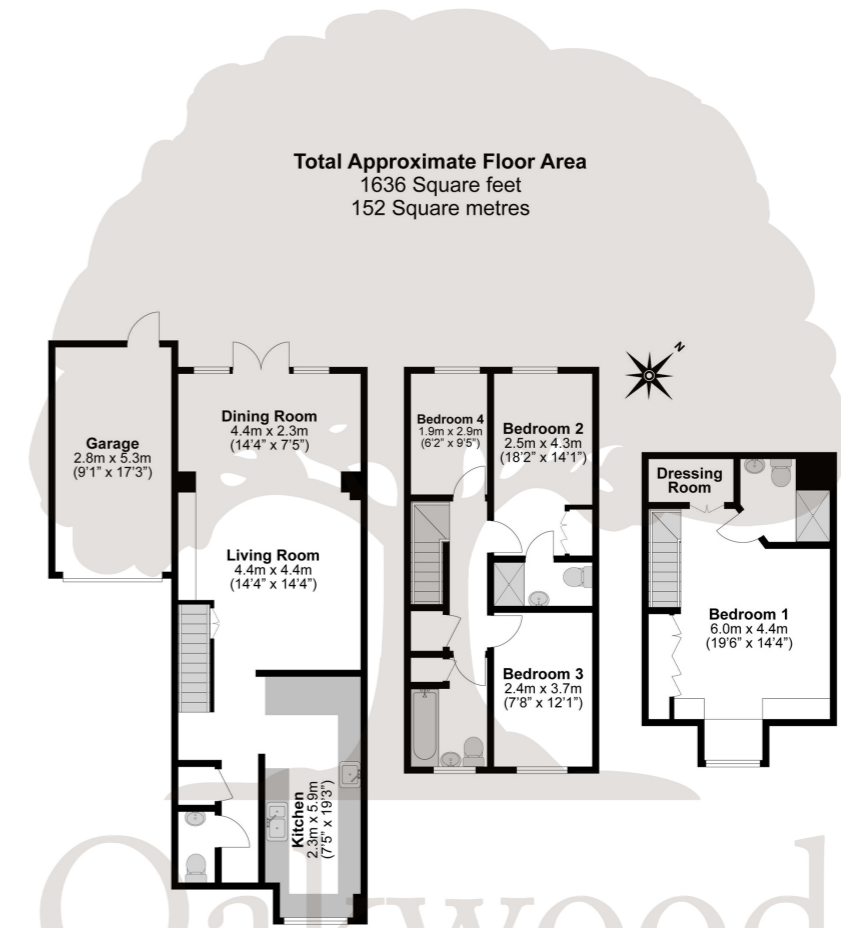 Total Approximate Floor Area
1636 Square feet
152 Square metres
N
Garage
2.8m x 5.3m
(9'1" x 17'3")
Dining Room
4.4m x 2.3m
(14'4" x 7'5")
Living Room
4.4m x 4.4m
(14'4" x 14'4")
Kitchen
2.3m x 5.9m
(7'5" x 19'3")
Bedroom 4
1.9m x 2.9m
(6'2" x 9'5")
Bedroom 2
2.5m x 4.3m
(18'2" x 14'1")
Bedroom 3
2.4m x 3.7m
(7'8" x 12'1")
Dressing
Room
Bedroom 1
6.0m x 4.4m
(19'6" x 14'4")
Oakwood